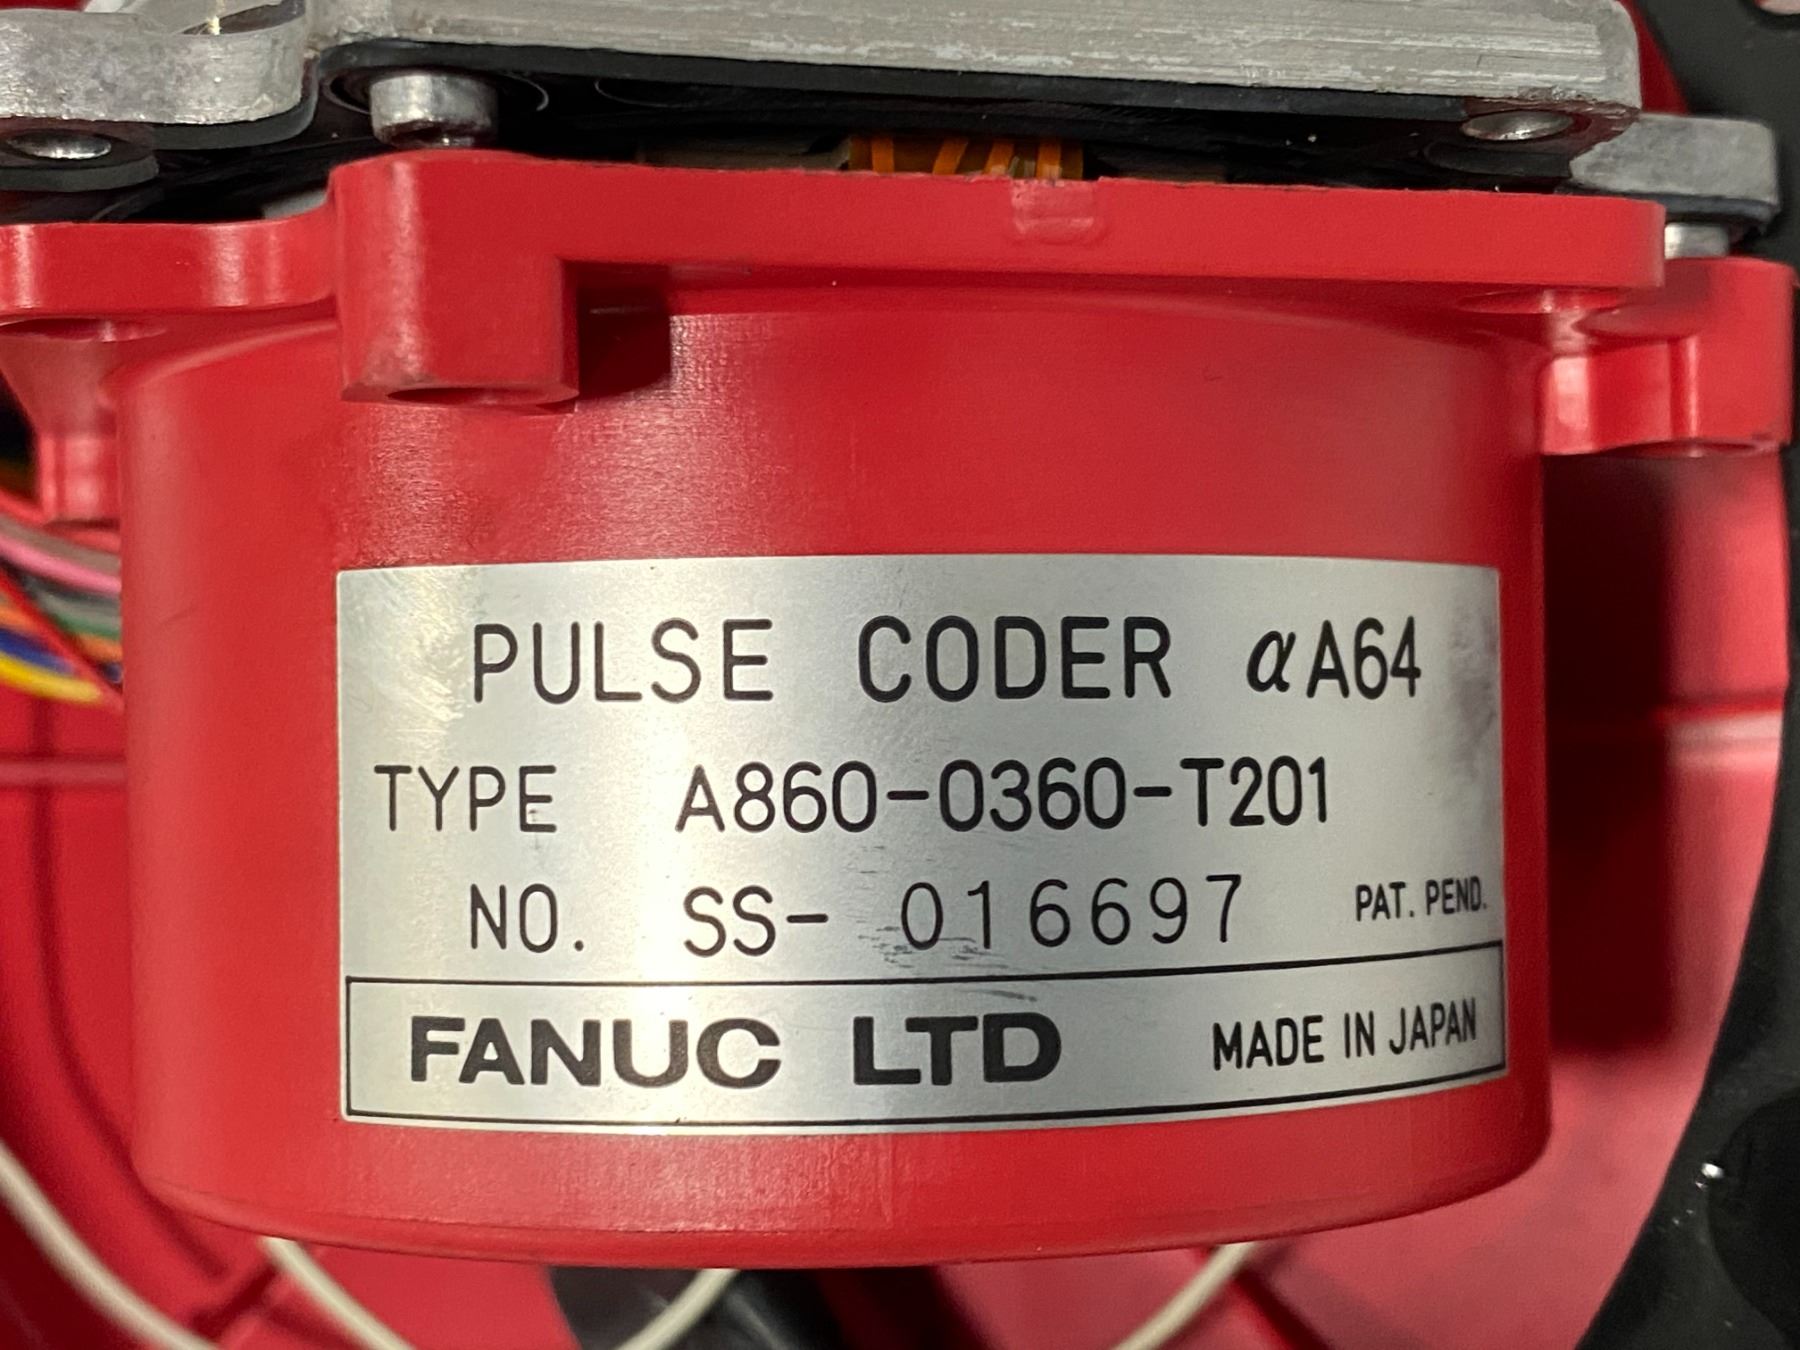 PULSE CODER αA64
TYPE A860-0360-T201
NO. SS- 016697 PAT. PEND.
FANUC LTD MADE IN JAPAN